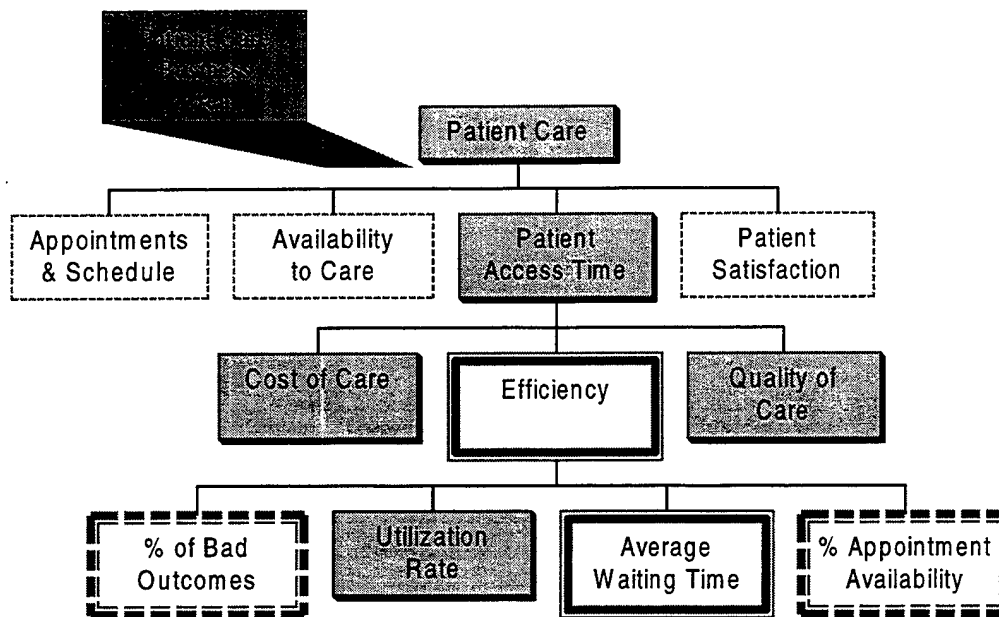 Patient Care
Appointments
& Schedule
Availability
to Care
Patient
Access Time
Patient
Satisfaction
Cost of Care
Efficiency
Quality of
Care
% of Bad
Outcomes
Utilization
Rate
Average
Waiting Time
% Appointment
Availability